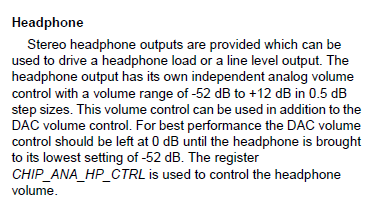 Headphone
Stereo headphone outputs are provided which can be
used to drive a headphone load or a line level output. The
headphone output has its own independent analog volume
control with a volume range of -52 dB to +12 dB in 0.5 dB
step sizes. This volume control can be used in addition to the
DAC volume control. For best performance the DAC volume
control should be left at 0 dB until the headphone is brought
to its lowest setting of -52 dB. The register
CHIP_ANA_HP_CTRL is used to control the headphone
volume.